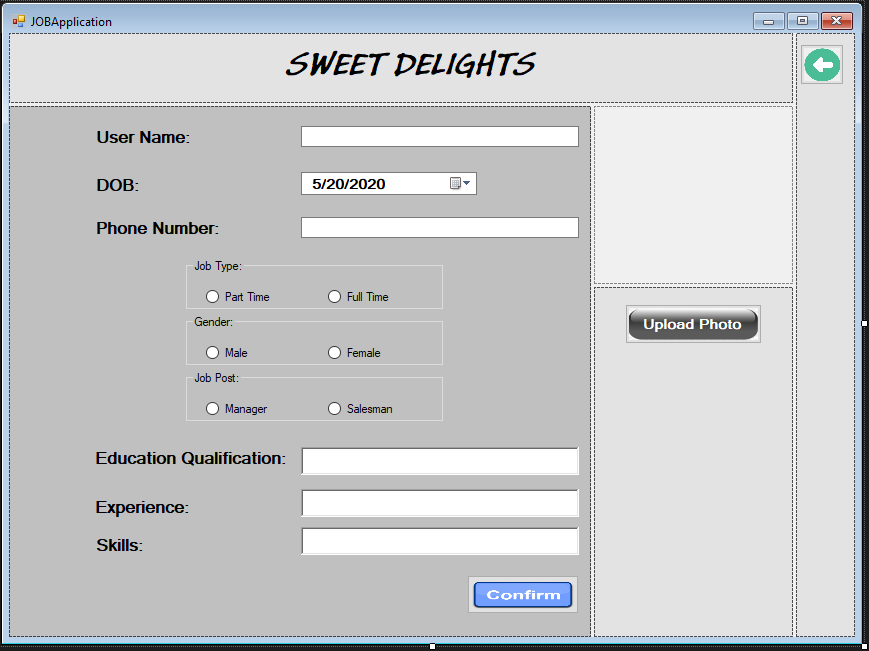 JOBApplication
SWEET DELIGHTS
User Name:
DOB:
5/20/2020
Phone Number:
Job Type:
Part Time
Full Time
Gender:
Male
Female
Job Post:
Manager
Salesman
Education Qualification:
Experience:
Skills:
Confirm
Upload Photo